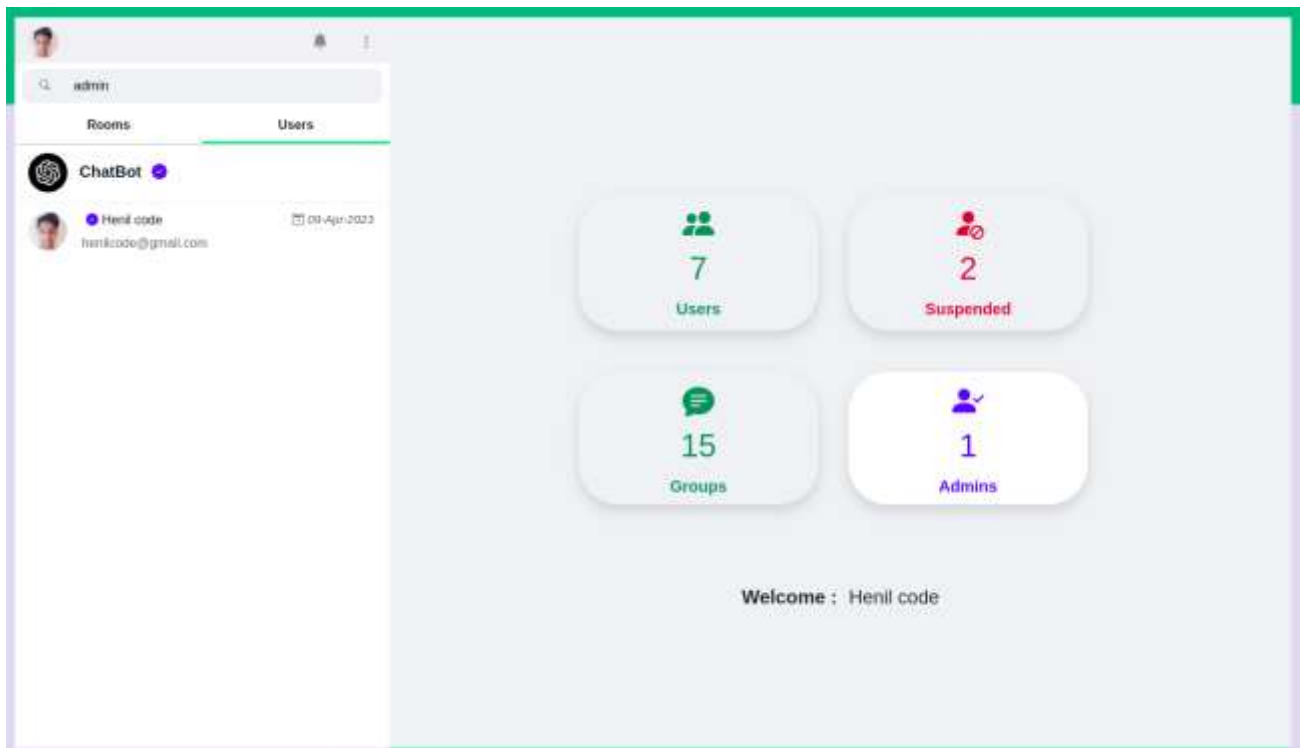 admin
Rooms
Users
ChatBot
Henil code
09-Apr-2023
henilcode@gmail.com
7
Users
2
Suspended
15
Groups
1
Admins
Welcome : Henil code